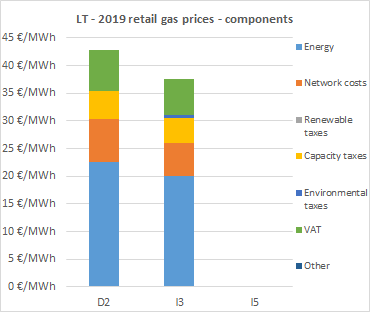 LT - 2019 retail gas prices - components
45 €/MWh
40 €/MWh
35 €/MWh
30 €/MWh
25 €/MWh
20 €/MWh
15 €/MWh
10 €/MWh
5 €/MWh
0 €/MWh
D2
I3
I5
Energy
Network costs
Renewable
taxes
Capacity taxes
Environmental
taxes
VAT
Other